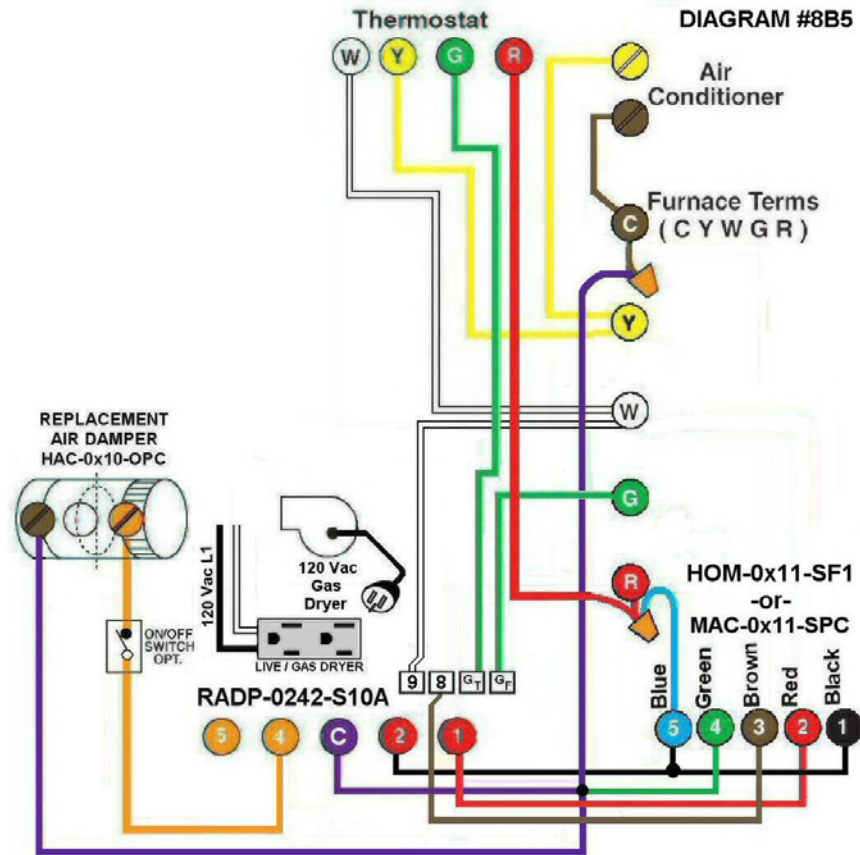 Thermostat
DIAGRAM #8B5
W Y G R
Air
Conditioner
Furnace Terms
( C Y W G R )
C
Y
W
REPLACEMENT
AIR DAMPER
HAC-0x10-OPC
G
120 Vac L1
120 Vac
Gas
Dryer
R
HOM-0x11-SF1
-or-
MAC-0x11-SPC
ON/OFF
SWITCH
OPT.
LIVE / GAS DRYER
9 8 GT GF
Blue Green Brown Red Black
RADP-0242-S10A
5 4 C 2 1
5 4 3 2 1